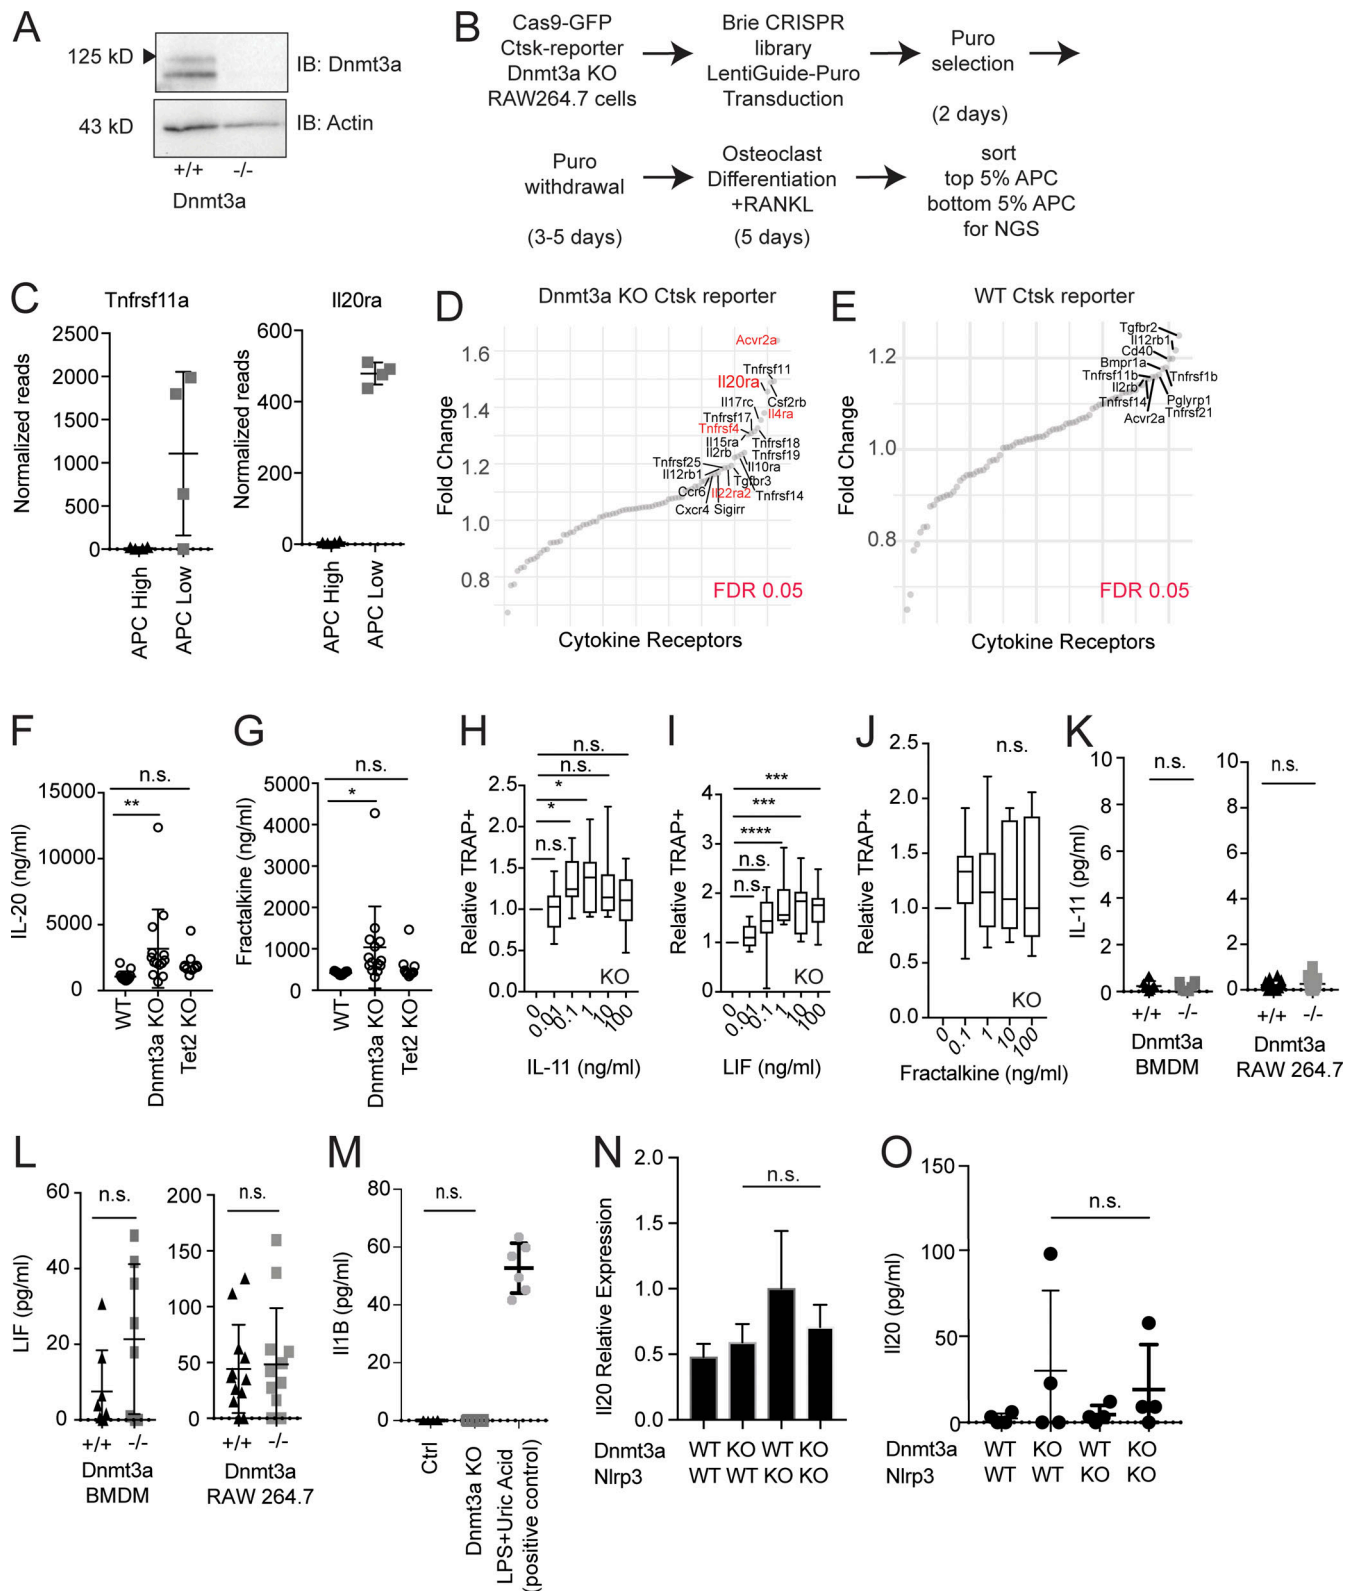 A
125 kD
IB: Dnmt3a
43 kD
IB: Actin
+/+ -/-
Dnmt3a
B
Cas9-GFP
Ctsk-reporter
Dnmt3a KO
RAW264.7 cells
Brie CRISPR
library
LentiGuide-Puro
Transduction
Puro
selection
(2 days)
Puro
withdrawal
(3-5 days)
Osteoclast
Differentiation
+RANKL
(5 days)
sort
top 5% APC
bottom 5% APC
for NGS
C
Tnfrsf11a
Normalized reads
2500
2000
1500
1000
500
0
APC High
APC Low
Il20ra
Normalized reads
600
400
200
0
APC High
APC Low
D
Dnmt3a KO Ctsk reporter
Fold Change
1.6
1.4
1.2
1.0
0.8
Acvr2a
Tnfrsf11
Il20ra
Csf2rb
Il17rc
Il4ra
Tnfrsf17
Tnfrsf4
Tnfrsf18
Il15ra
Il2rb
Tnfrsf19
Tnfrsf25
Il10ra
Il12rb1
Tgfbr3
Ccr6
Il22ra2
Tnfrsf14
Cxcr4
Sigirr
FDR 0.05
Cytokine Receptors
E
WT Ctsk reporter
Fold Change
1.2
1.0
0.8
Tgfbr2
Il12rb1
Cd40
Bmpr1a
Tnfrsf11b
Tnfrsf1b
Il2rb
Tnfrsf14
Pglyrp1
Acvr2a
Tnfrsf21
FDR 0.05
Cytokine Receptors
F
IL-20 (ng/ml)
15000
10000
5000
0
n.s.
**
WT
Dnmt3a KO
Tet2 KO
G
Fractalkine (ng/ml)
5000
4000
3000
2000
1000
0
n.s.
*
WT
Dnmt3a KO
Tet2 KO
H
Relative TRAP+
2.5
2.0
1.5
1.0
0.5
0.0
n.s.
n.s.
*
*
n.s.
KO
0 0.01 0.1 1 10 100
IL-11 (ng/ml)
I
Relative TRAP+
4
3
2
1
0
***
***
****
n.s.
n.s.
KO
0 0.01 0.1 1 10 100
LIF (ng/ml)
J
Relative TRAP+
2.5
2.0
1.5
1.0
0.5
0.0
n.s.
KO
0 0.1 1 10 100
Fractalkine (ng/ml)
K
IL-11 (pg/ml)
10
8
6
4
2
0
n.s.
+/+ -/-
Dnmt3a
BMDM
10
8
6
4
2
0
n.s.
+/+ -/-
Dnmt3a
RAW 264.7
L
LIF (pg/ml)
60
40
20
0
n.s.
+/+ -/-
Dnmt3a
BMDM
200
150
100
50
0
n.s.
+/+ -/-
Dnmt3a
RAW 264.7
M
Il1B (pg/ml)
80
60
40
20
0
n.s.
Ctrl
Dnmt3a KO
LPS+Uric Acid
(positive control)
N
Il20 Relative Expression
2.0
1.5
1.0
0.5
0.0
n.s.
Dnmt3a WT KO WT KO
Nlrp3 WT WT KO KO
O
Il20 (pg/ml)
150
100
50
0
n.s.
Dnmt3a WT KO WT KO
Nlrp3 WT WT KO KO